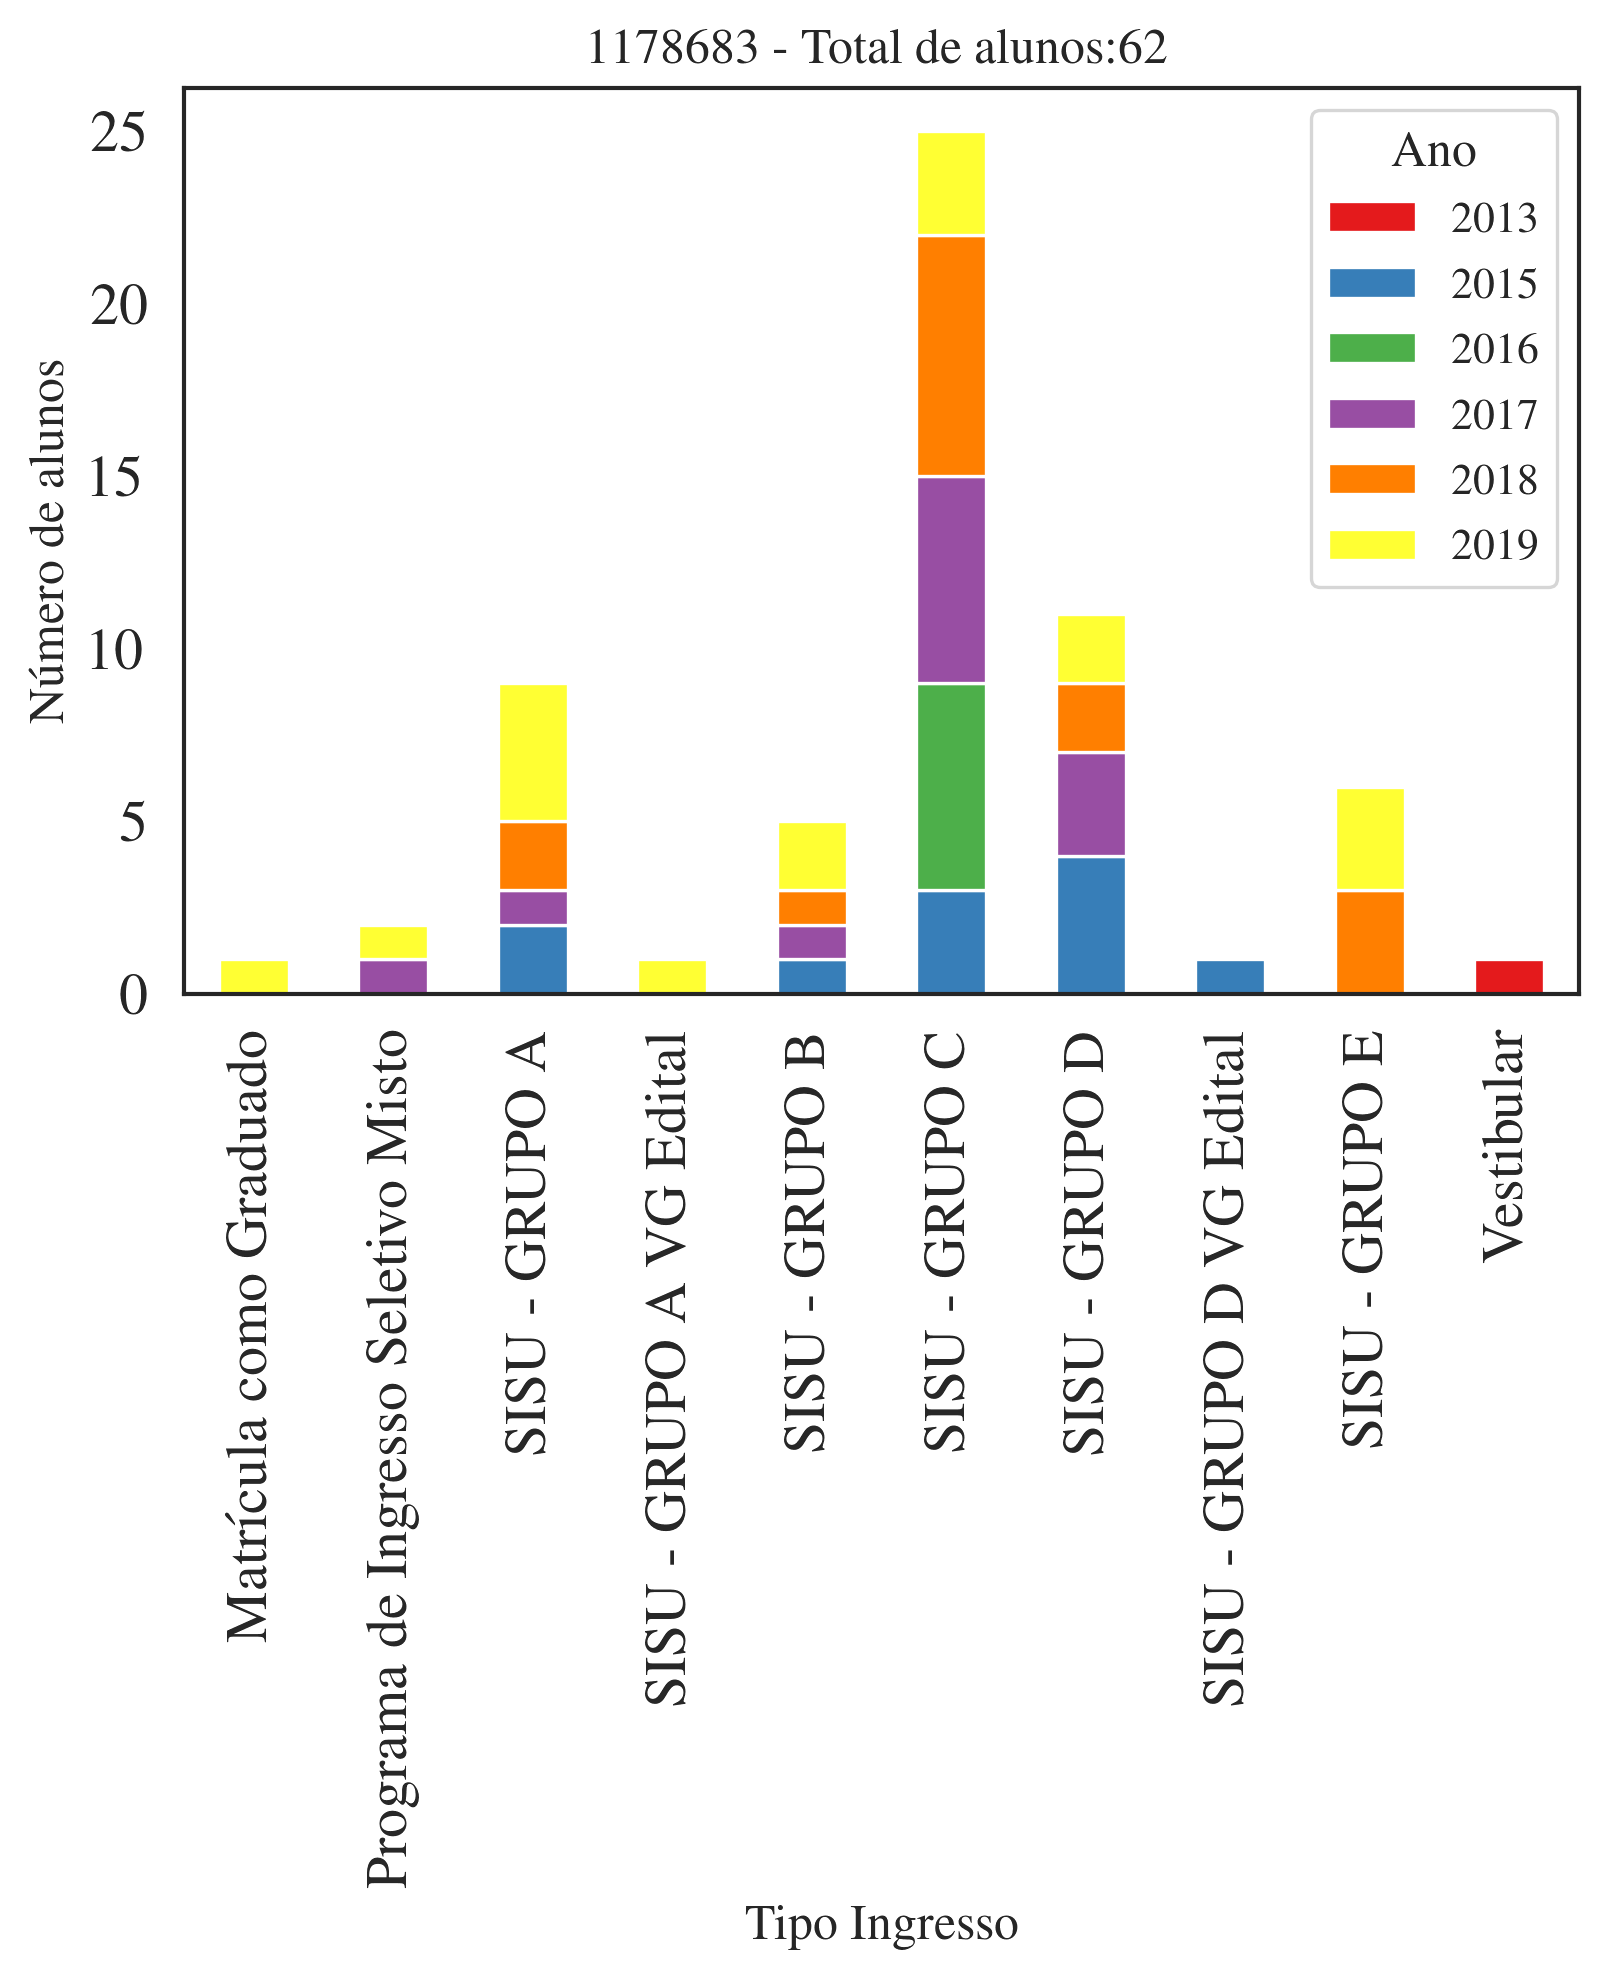 1178683 - Total de alunos:62
Número de alunos
25
20
15
10
5
0
Ano
2013
2015
2016
2017
2018
2019
Matrícula como Graduado
Programa de Ingresso Seletivo Misto
SISU - GRUPO A
SISU - GRUPO A VG Edital
SISU - GRUPO B
SISU - GRUPO C
SISU - GRUPO D
SISU - GRUPO D VG Edital
SISU - GRUPO E
Vestibular
Tipo Ingresso